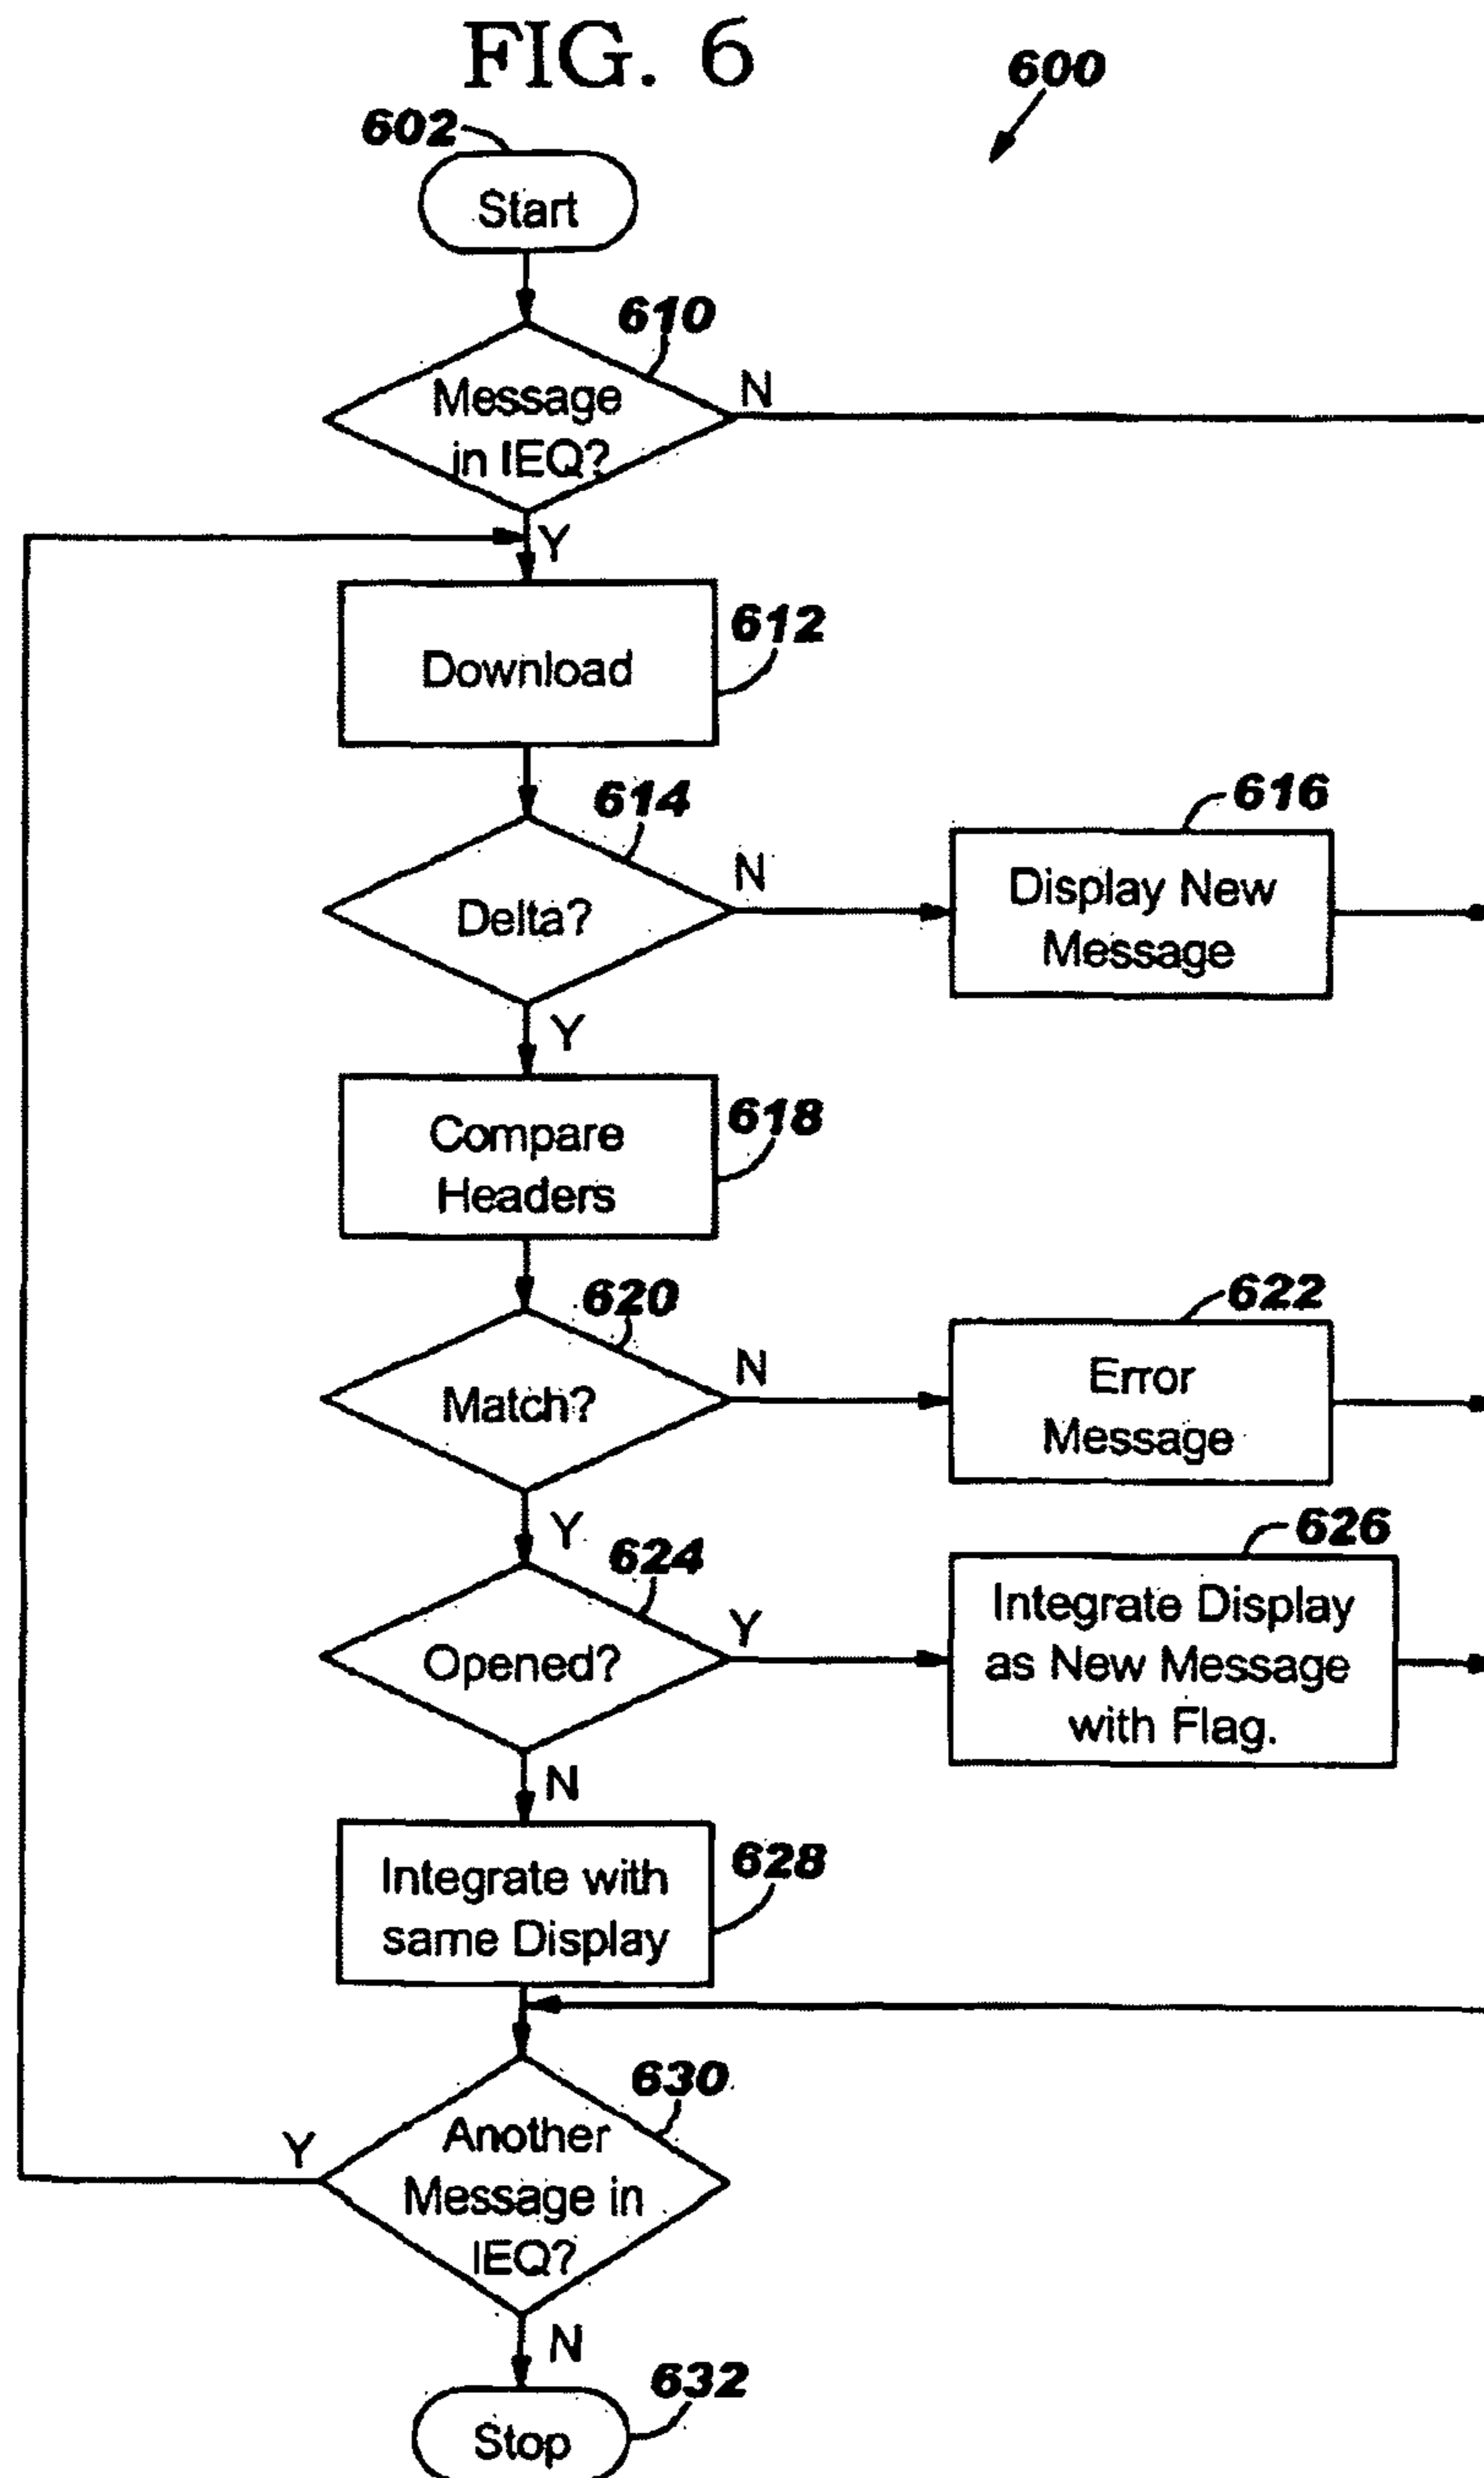 FIG. 6
600
602
Start
610
Message
in IEQ?
N
Y
Download
612
614
Delta?
N
616
Display New
Message
Y
Compare
Headers
618
620
Match?
N
622
Error
Message
Y
624
Opened?
Y
626
Integrate Display
as New Message
with Flag.
N
Integrate with
same Display
628
630
Another
Message in
IEQ?
Y
N
632
Stop